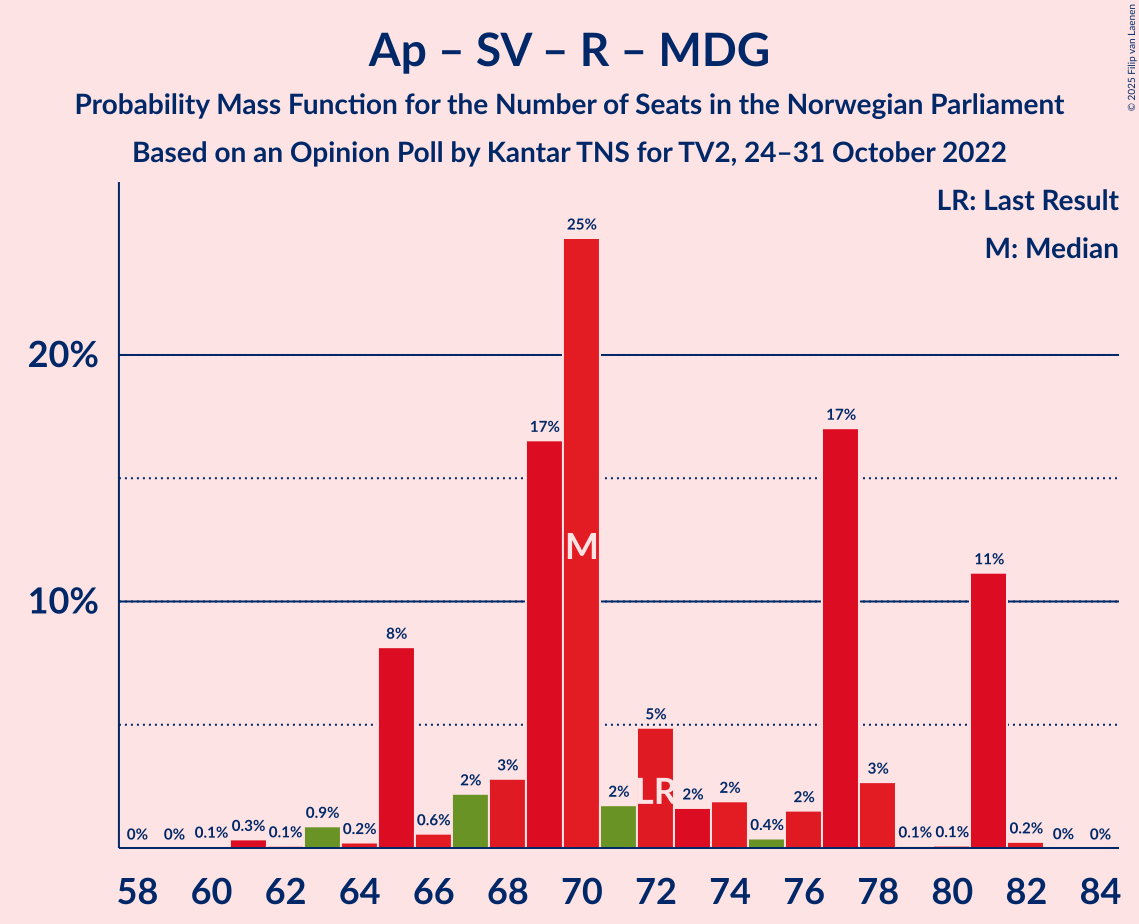 Ap – SV – R – MDG
Probability Mass Function for the Number of Seats in the Norwegian Parliament
Based on an Opinion Poll by Kantar TNS for TV2, 24–31 October 2022
© 2025 Filip van Laenen
LR: Last Result
M: Median
20%
10%
0% 0% 0.1% 0.3% 0.1% 0.9% 0.2% 8% 0.6% 2% 3% 17% 25% 2% 5% 2% 2% 0.4% 2% 17% 3% 0.1% 0.1% 11% 0.2% 0% 0%
M
LR
58 60 62 64 66 68 70 72 74 76 78 80 82 84